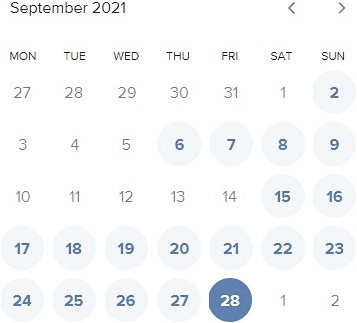 September 2021 < >
MON TUE WED THU FRI SAT SUN
27 28 29 30 31 1 2
3 4 5 6 7 8 9
10 11 12 13 14 15 16
17 18 19 20 21 22 23
24 25 26 27 28 1 2